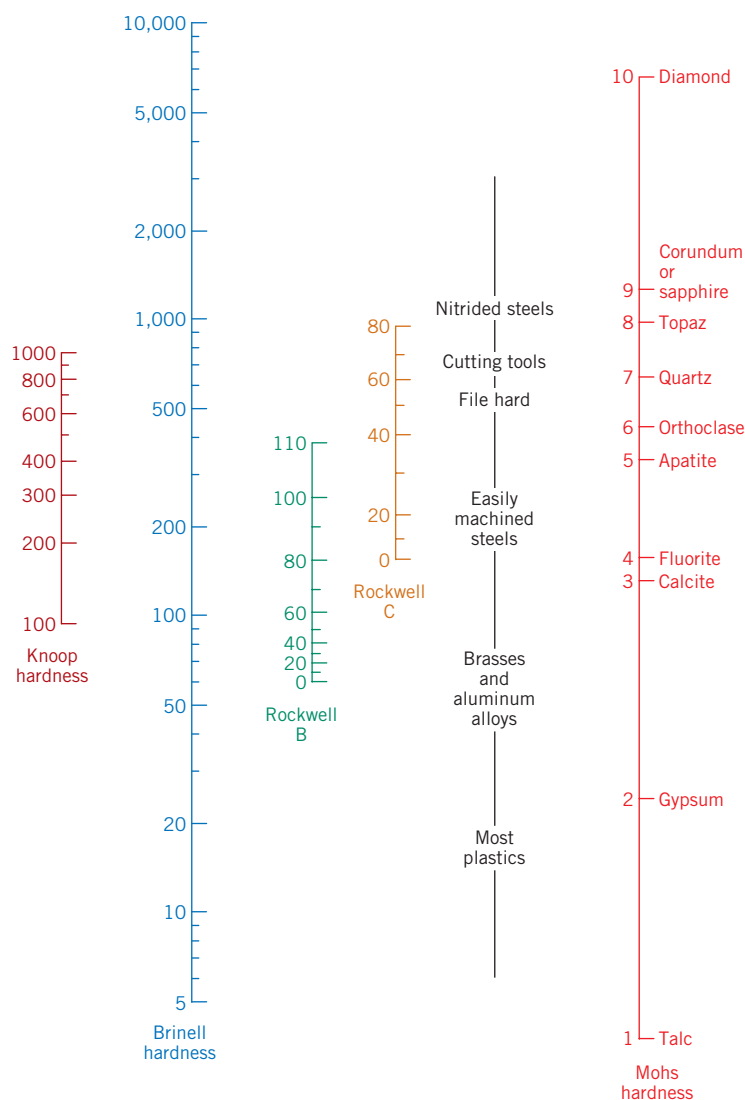 1000
800
600
400
300
200
100
Knoop
hardness
10,000
5,000
2,000
1,000
500
200
100
50
20
10
5
Brinell
hardness
110
100
80
60
40
20
0
Rockwell
B
80
60
40
20
0
Rockwell
C
Nitrided steels
Cutting tools
File hard
Easily
machined
steels
Brasses
and
aluminum
alloys
Most
plastics
10 Diamond
Corundum
or
9 sapphire
8 Topaz
7 Quartz
6 Orthoclase
5 Apatite
4 Fluorite
3 Calcite
2 Gypsum
1 Talc
Mohs
hardness